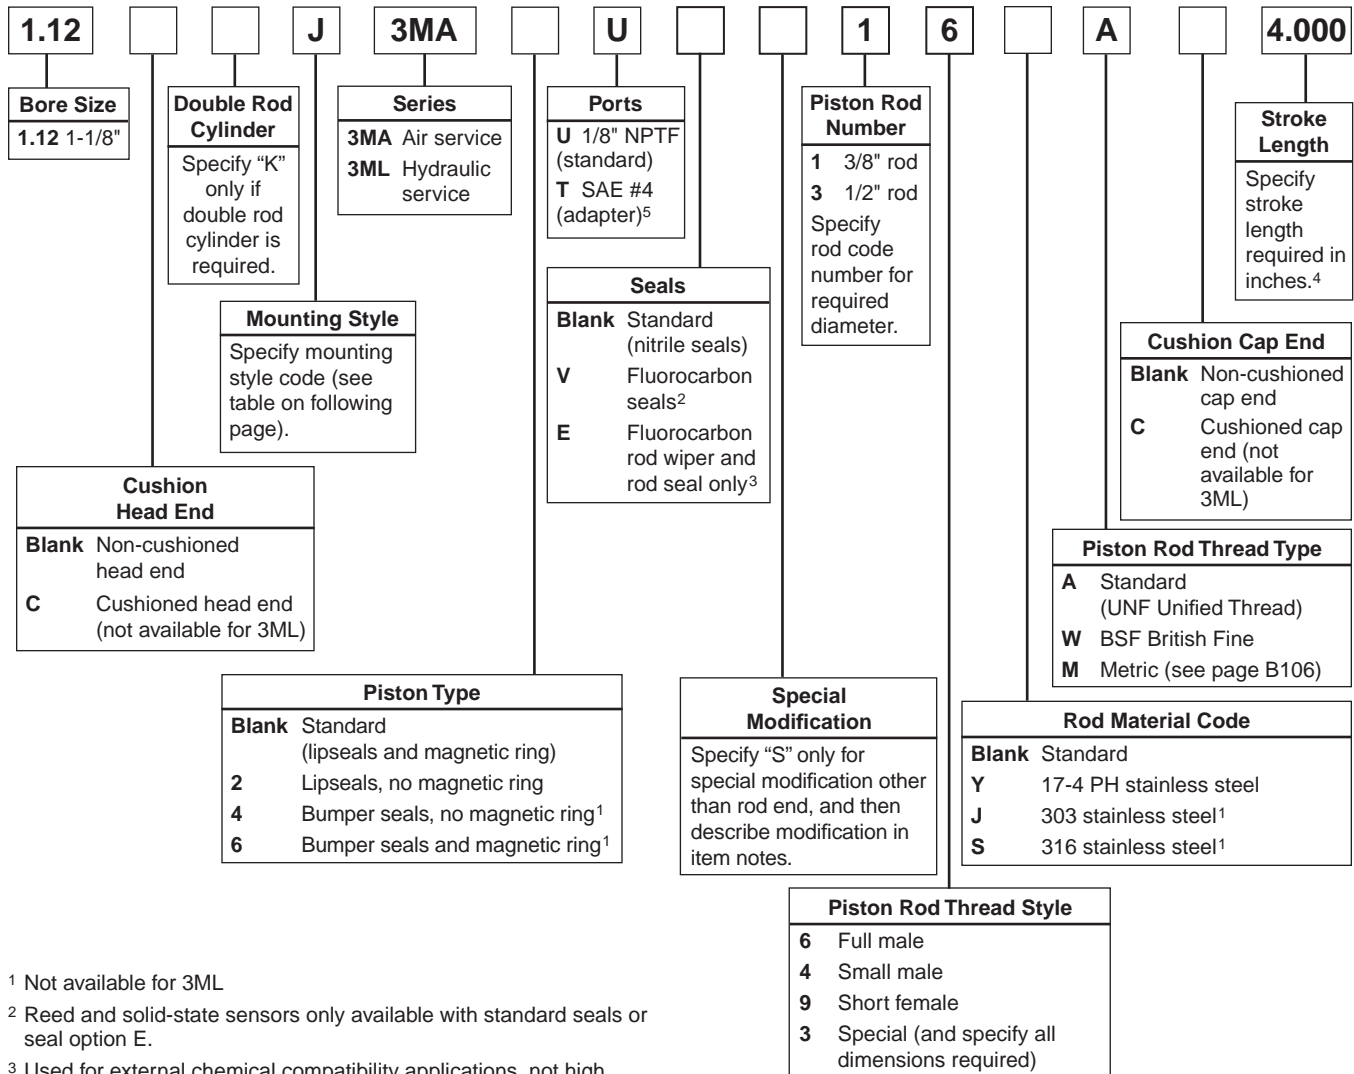 1.12 J 3MA U 1 6 A 4.000
Bore Size
1.12 1-1/8"
Double Rod
Cylinder
Specify “K”
only if
double rod
cylinder is
required.
Series
3MA Air service
3ML Hydraulic
service
Ports
U 1/8" NPTF
(standard)
T SAE #4
(adapter)5
Piston Rod
Number
1 3/8" rod
3 1/2" rod
Specify
rod code
number for
required
diameter.
Stroke
Length
Specify
stroke
length
required in
inches.4
Mounting Style
Specify mounting
style code (see
table on following
page).
Seals
Blank Standard
(nitrile seals)
V Fluorocarbon
seals2
E Fluorocarbon
rod wiper and
rod seal only3
Cushion Cap End
Blank Non-cushioned
cap end
C Cushioned cap
end (not
available for
3ML)
Cushion
Head End
Blank Non-cushioned
head end
C Cushioned head end
(not available for 3ML)
Piston Rod Thread Type
A Standard
(UNF Unified Thread)
W BSF British Fine
M Metric (see page B106)
Piston Type
Blank Standard
(lipseals and magnetic ring)
2 Lipseals, no magnetic ring
4 Bumper seals, no magnetic ring1
6 Bumper seals and magnetic ring1
Special
Modification
Specify “S” only for
special modification other
than rod end, and then
describe modification in
item notes.
Rod Material Code
Blank Standard
Y 17-4 PH stainless steel
J 303 stainless steel1
S 316 stainless steel1
Piston Rod Thread Style
6 Full male
4 Small male
9 Short female
3 Special (and specify all
dimensions required)
1 Not available for 3ML
2 Reed and solid-state sensors only available with standard seals or
seal option E.
3 Used for external chemical compatibility applications, not high